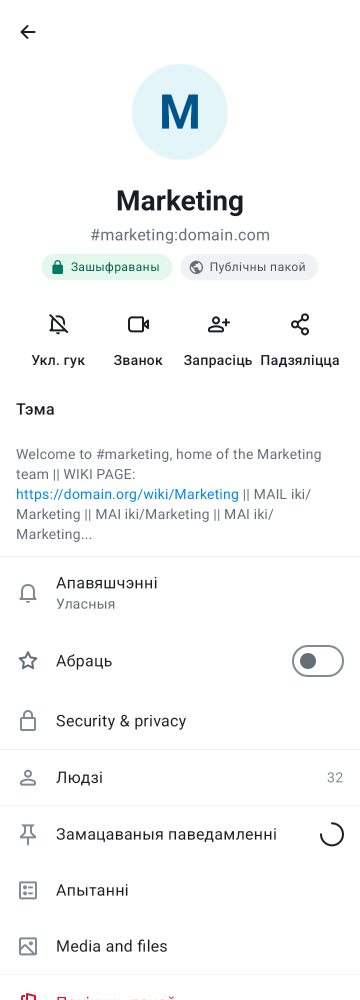 M
Marketing
#marketing:domain.com
Зашыфраваны Публічны пакой
Укл. гук Званок Запрасіць Падзяліцца
Тэма
Welcome to #marketing, home of the Marketing
team || WIKI PAGE:
https://domain.org/wiki/Marketing || MAIL iki/
Marketing || MAI iki/Marketing || MAI iki/
Marketing...
Апавяшчэнні
Уласныя
Абраць
Security & privacy
Людзі 32
Замацаваныя паведамленні
Апытанні
Media and files